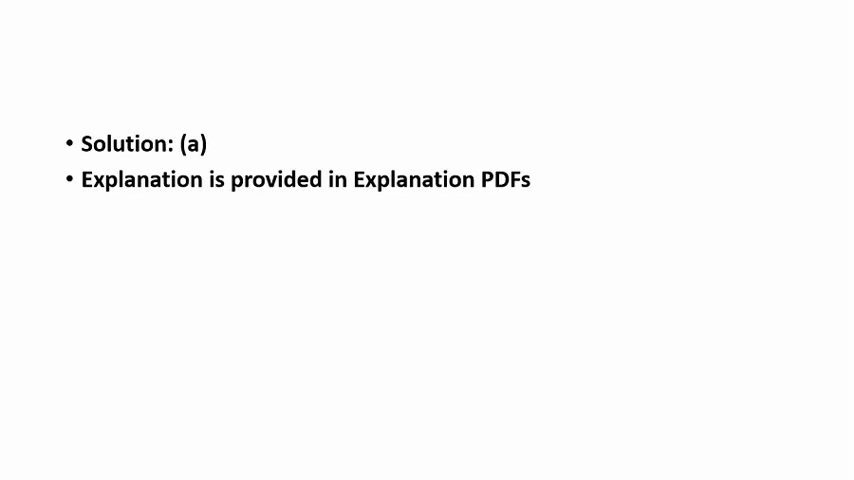 • Solution: (a)
• Explanation is provided in Explanation PDFs